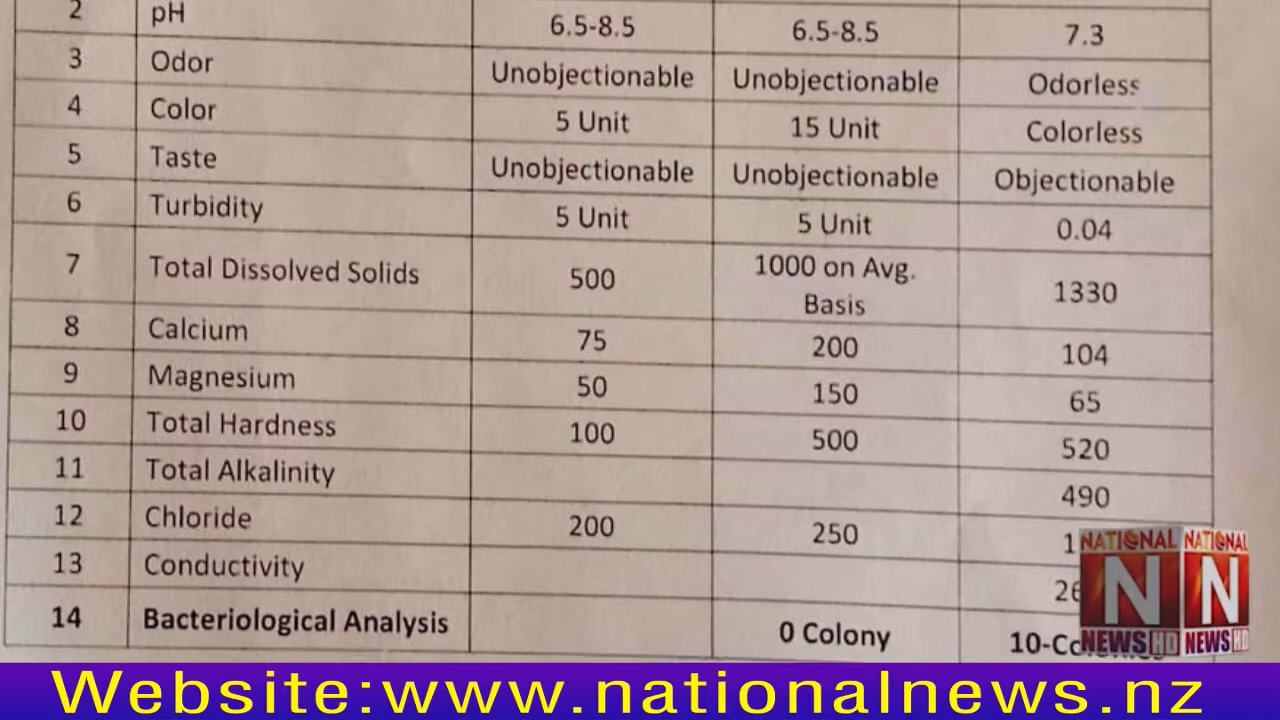 2 pH 6.5-8.5 6.5-8.5 7.3
3 Odor Unobjectionable Unobjectionable Odorless
4 Color 5 Unit 15 Unit Colorless
5 Taste Unobjectionable Unobjectionable Objectionable
6 Turbidity 5 Unit 5 Unit 0.04
7 Total Dissolved Solids 500 1000 on Avg. Basis 1330
8 Calcium 75 200 104
9 Magnesium 50 150 65
10 Total Hardness 100 500 520
11 Total Alkalinity 490
12 Chloride 200 250
13 Conductivity
14 Bacteriological Analysis 0 Colony
NATIONAL NATIONAL
N N
NEWS HD NEWS HD
Website:www.nationalnews.nz